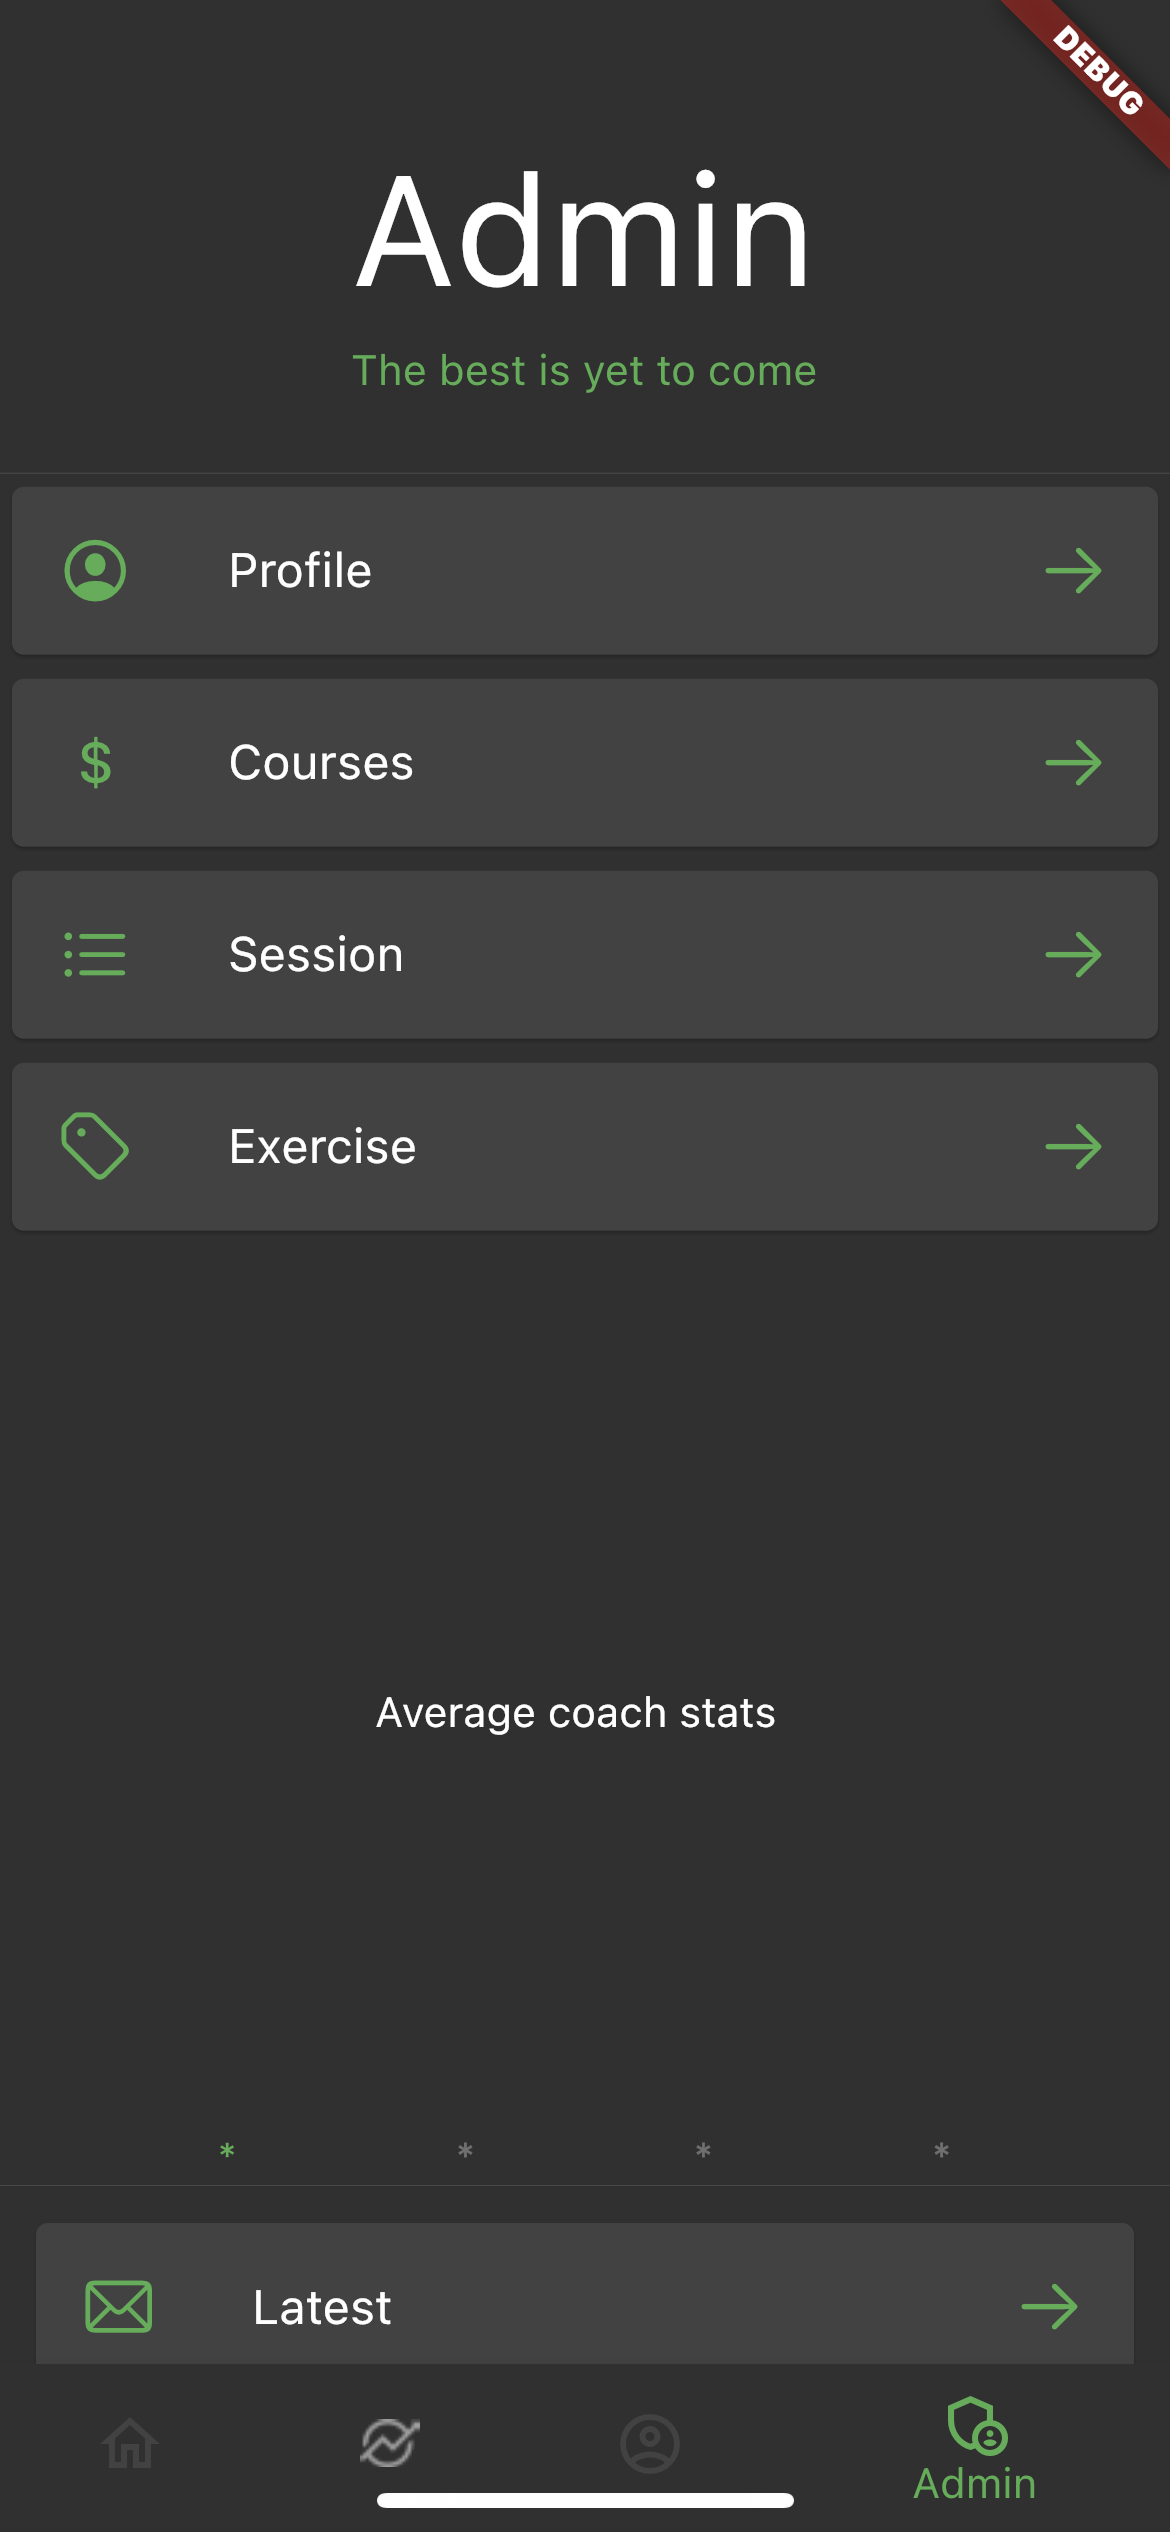 DEBUG
Admin
The best is yet to come
Profile
$ Courses
Session
Exercise
Average coach stats
* * * *
Latest
Admin